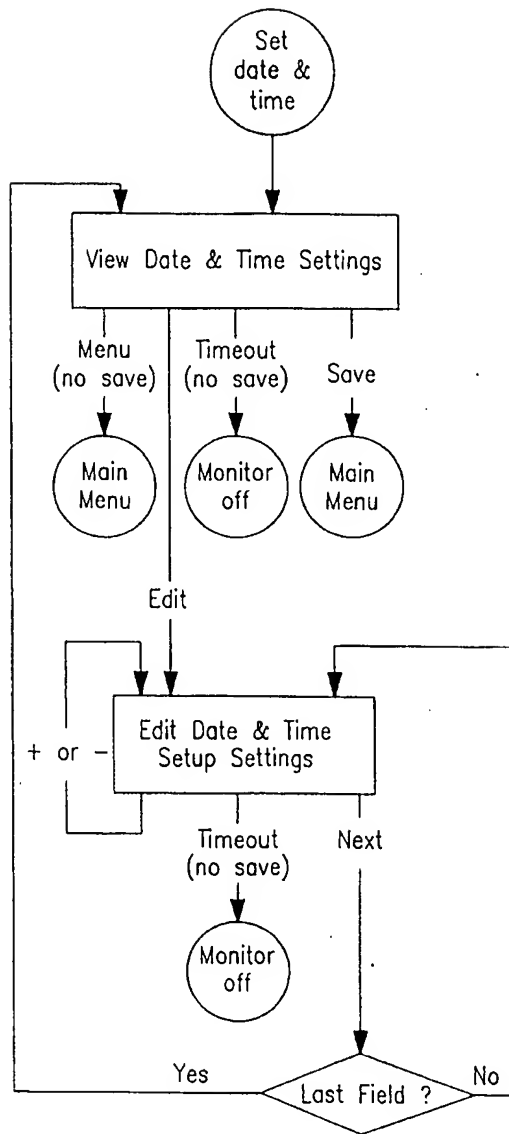 Set
date &
time
View Date & Time Settings
Menu
(no save)
Timeout
(no save)
Save
Main
Menu
Monitor
off
Main
Menu
Edit
+ or -
Edit Date & Time
Setup Settings
Timeout
(no save)
Next
Monitor
off
Yes
Last Field ?
No